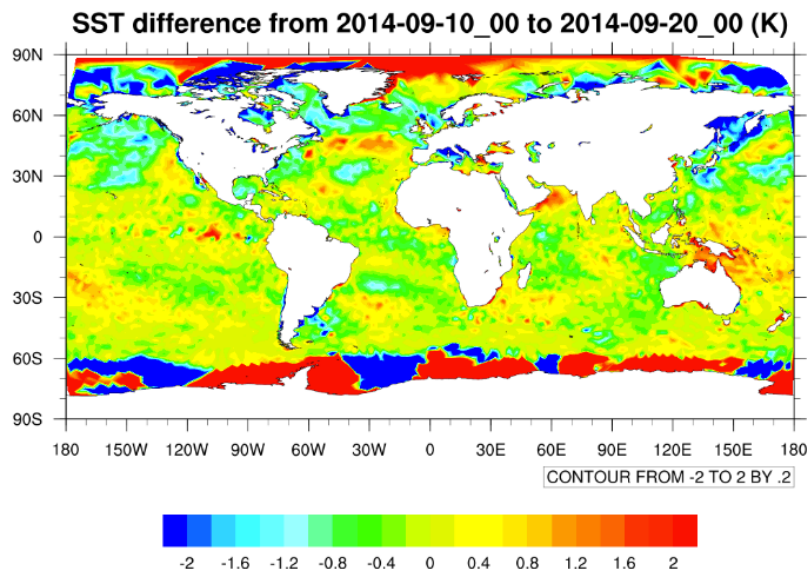 SST difference from 2014-09-10_00 to 2014-09-20_00 (K)
90N
60N
30N
0
30S
60S
90S
180 150W 120W 90W 60W 30W 0 30E 60E 90E 120E 150E 180
CONTOUR FROM -2 TO 2 BY .2
-2 -1.6 -1.2 -0.8 -0.4 0 0.4 0.8 1.2 1.6 2